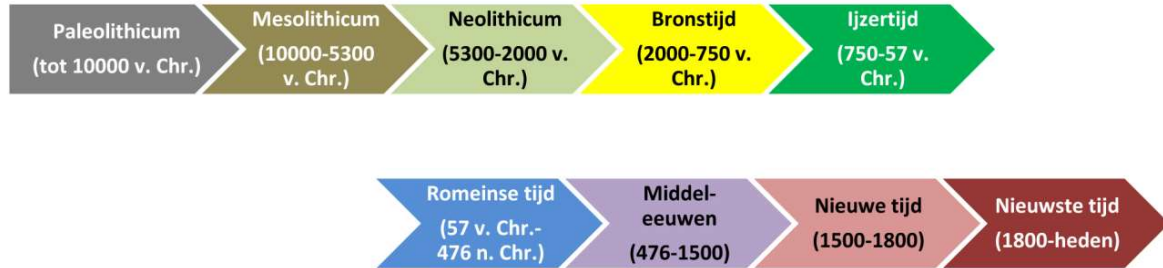 Paleolithicum
(tot 10000 v. Chr.)
Mesolithicum
(10000-5300
v. Chr.)
Neolithicum
(5300-2000 v.
Chr.)
Bronstijd
(2000-750 v.
Chr.)
Ijzertijd
(750-57 v.
Chr.)
Romeinse tijd
(57 v. Chr.-
476 n. Chr.)
Middel-
eeuwen
(476-1500)
Nieuwe tijd
(1500-1800)
Nieuwste tijd
(1800-heden)